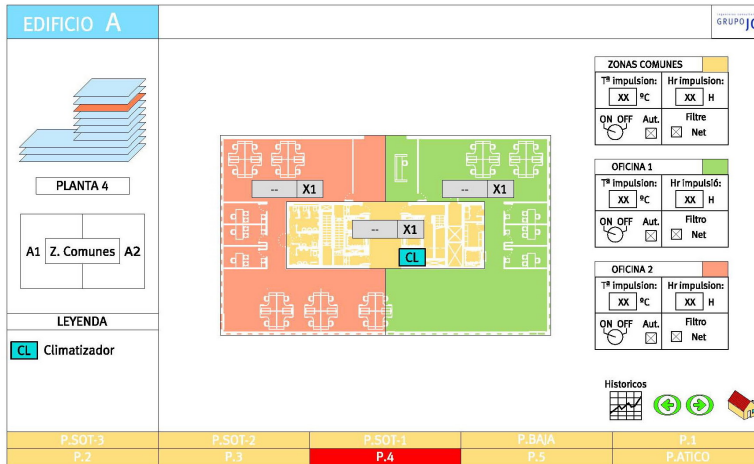 EDIFICIO A
GRUPO JG
PLANTA 4
A1 Z. Comunes A2
LEYENDA
CL Climatizador
-- X1
-- X1
-- X1
CL
ZONAS COMUNES
Tª impulsion: Hr impulsion:
XX ºC XX H
ON OFF Aut. Filtre
Net
OFICINA 1
Tª impulsion: Hr impulsió:
XX ºC XX H
ON OFF Aut. Filtro
Net
OFICINA 2
Tª impulsion: Hr impulsion:
XX ºC XX H
ON OFF Aut. Filtro
Net
Historicos
P.SOT-3 P.SOT-2 P.SOT-1 P.BAJA P.1
P.2 P.3 P.4 P.5 P.ATICO